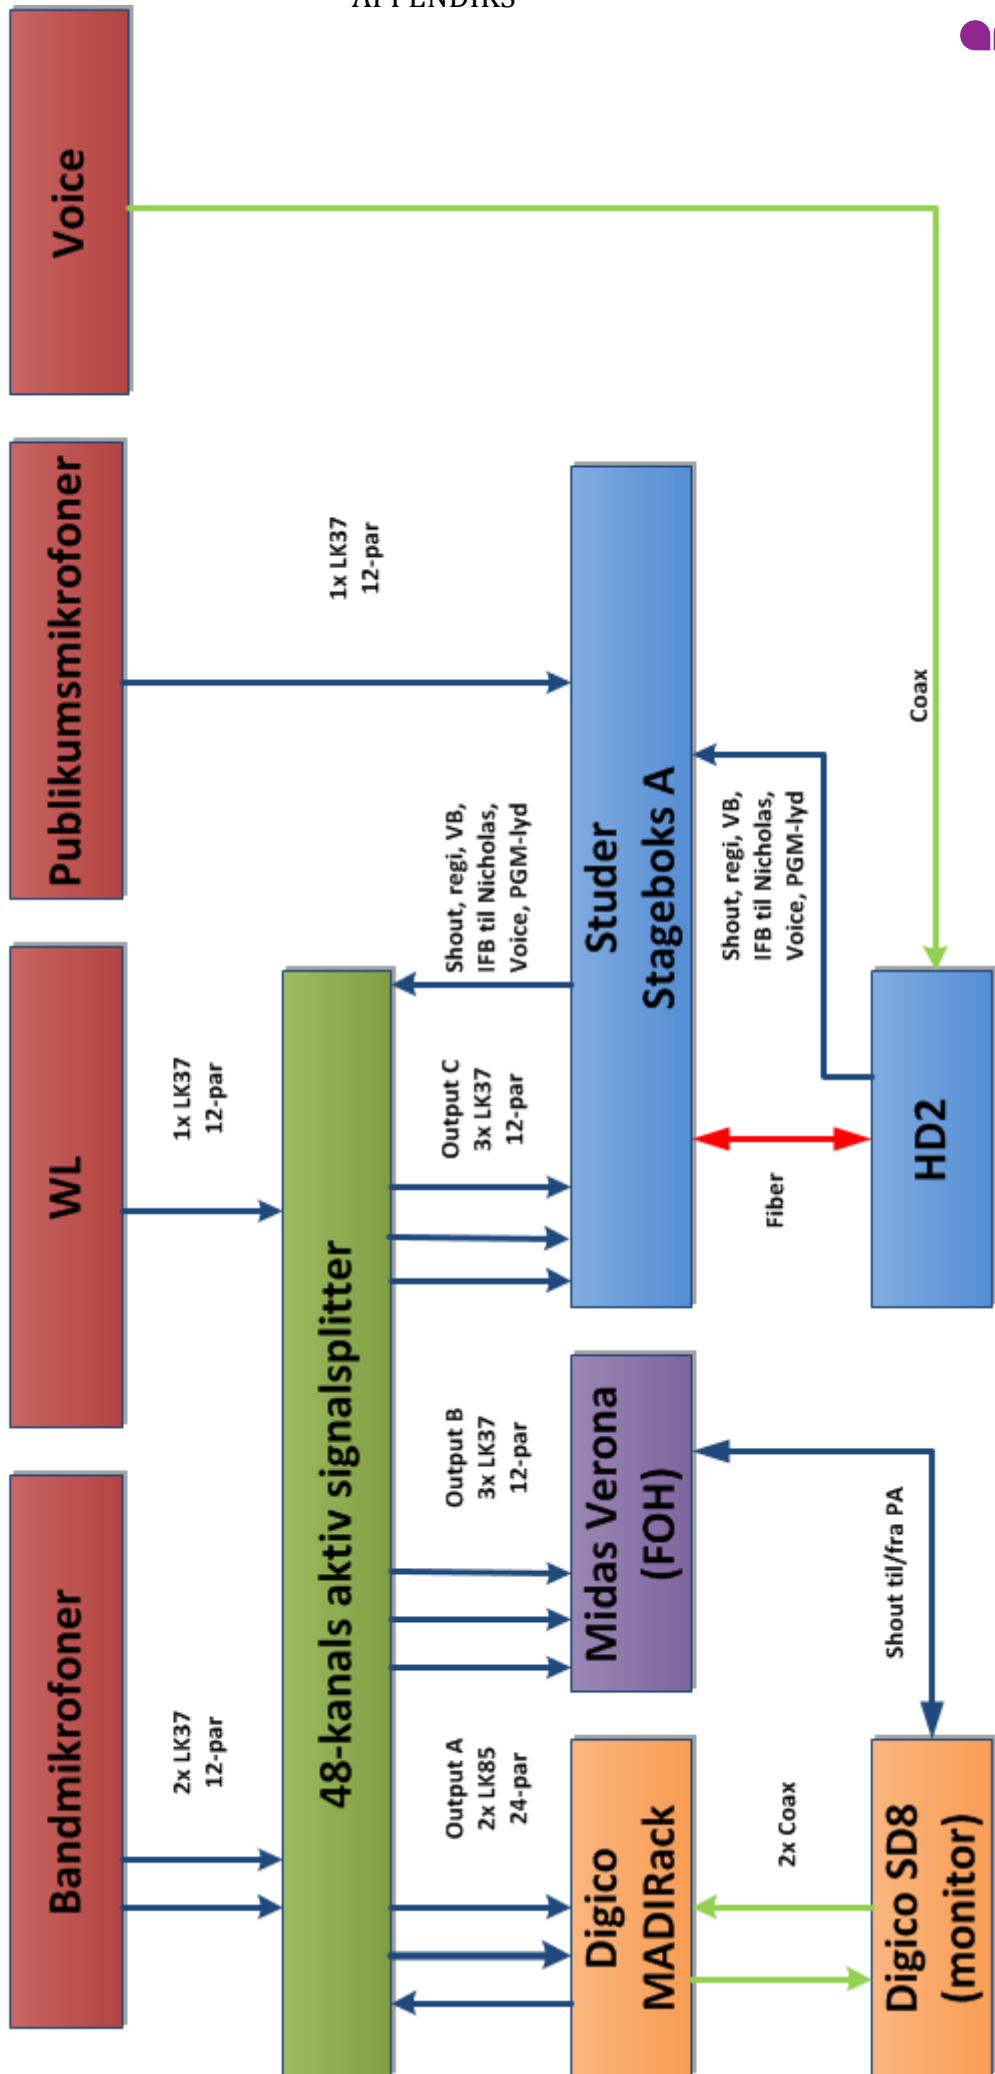 APPENDIKS
Bandmikrofoner
WL
Publikumsmikrofoner
Voice
2x LK37
12-par
1x LK37
12-par
1x LK37
12-par
48-kanals aktiv signalsplitter
Output A
2x LK85
24-par
Output B
3x LK37
12-par
Output C
3x LK37
12-par
Shout, regi, VB,
IFB til Nicholas,
Voice, PGM-lyd
Digico
MADIRack
Midas Verona
(FOH)
Studer
Stageboks A
2x Coax
Shout til/fra PA
Fiber
Shout, regi, VB,
IFB til Nicholas,
Voice, PGM-lyd
Coax
Digico SD8
(monitor)
HD2